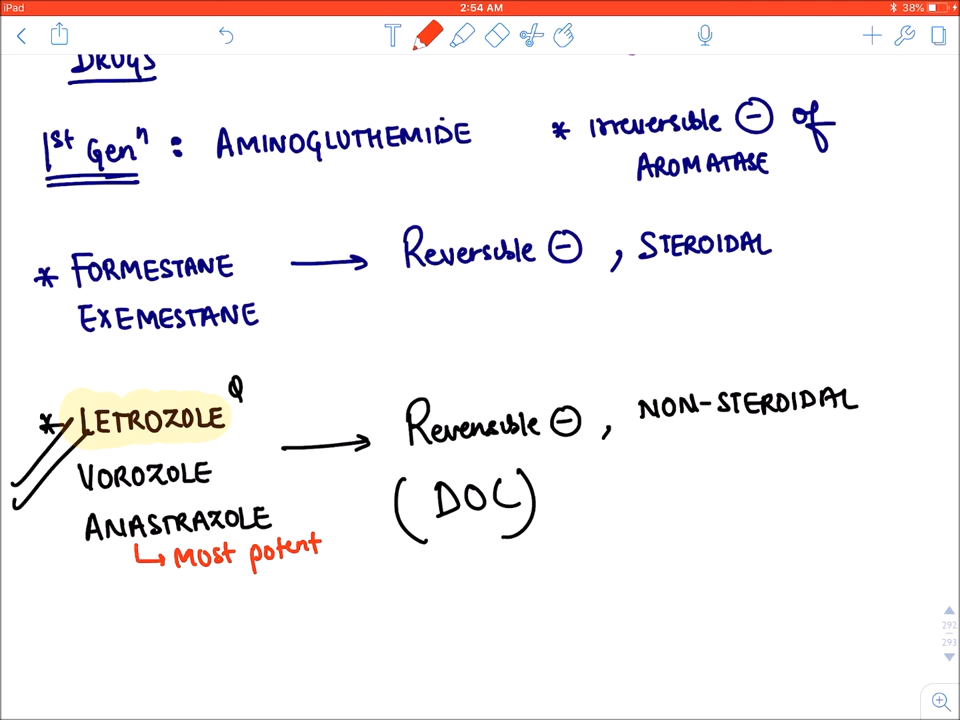 iPad
2:54 AM
38%
T
DRUGS
1st Genn : AMINOGLUTHEMIDE
* Irreversible ⊖ of
AROMATASE
* FORMESTANE → Reversible ⊖ , STEROIDAL
EXEMESTANE
* LETROZOLE Q → Reversible ⊖ , NON-STEROIDAL
VOROZOLE
(DOC)
ANASTRAZOLE
↳ Most potent
292
293